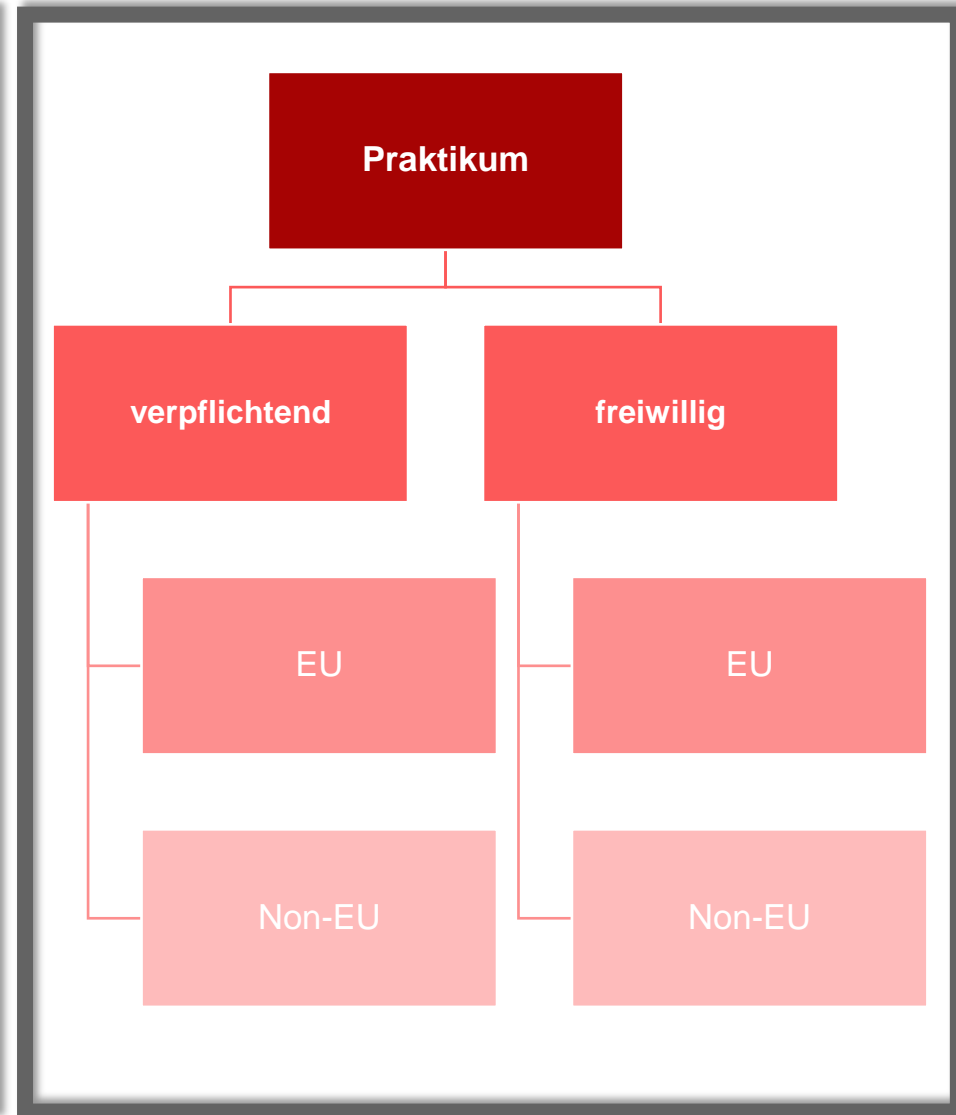 Praktikum
verpflichtend
freiwillig
EU
EU
Non-EU
Non-EU